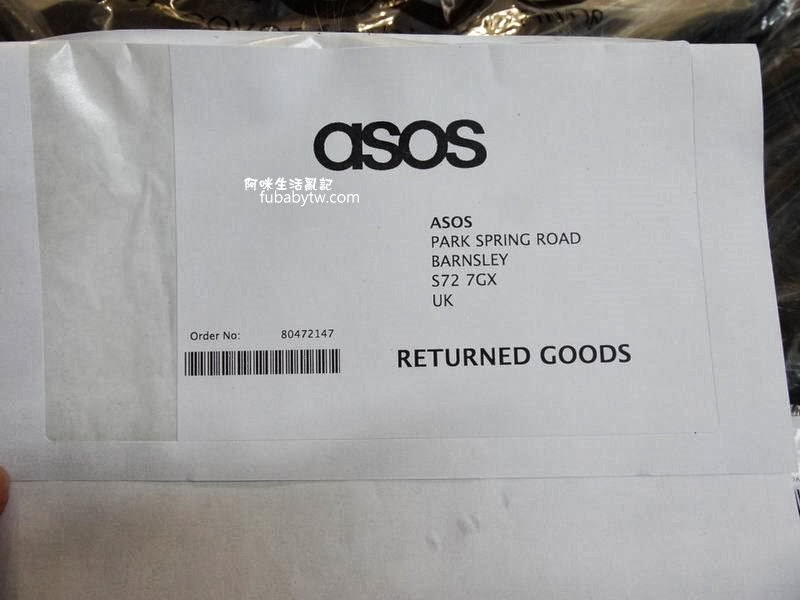 asos
阿咪生活亂記
fubabytw.com
ASOS
PARK SPRING ROAD
BARNSLEY
S72 7GX
UK
Order No: 80472147
RETURNED GOODS